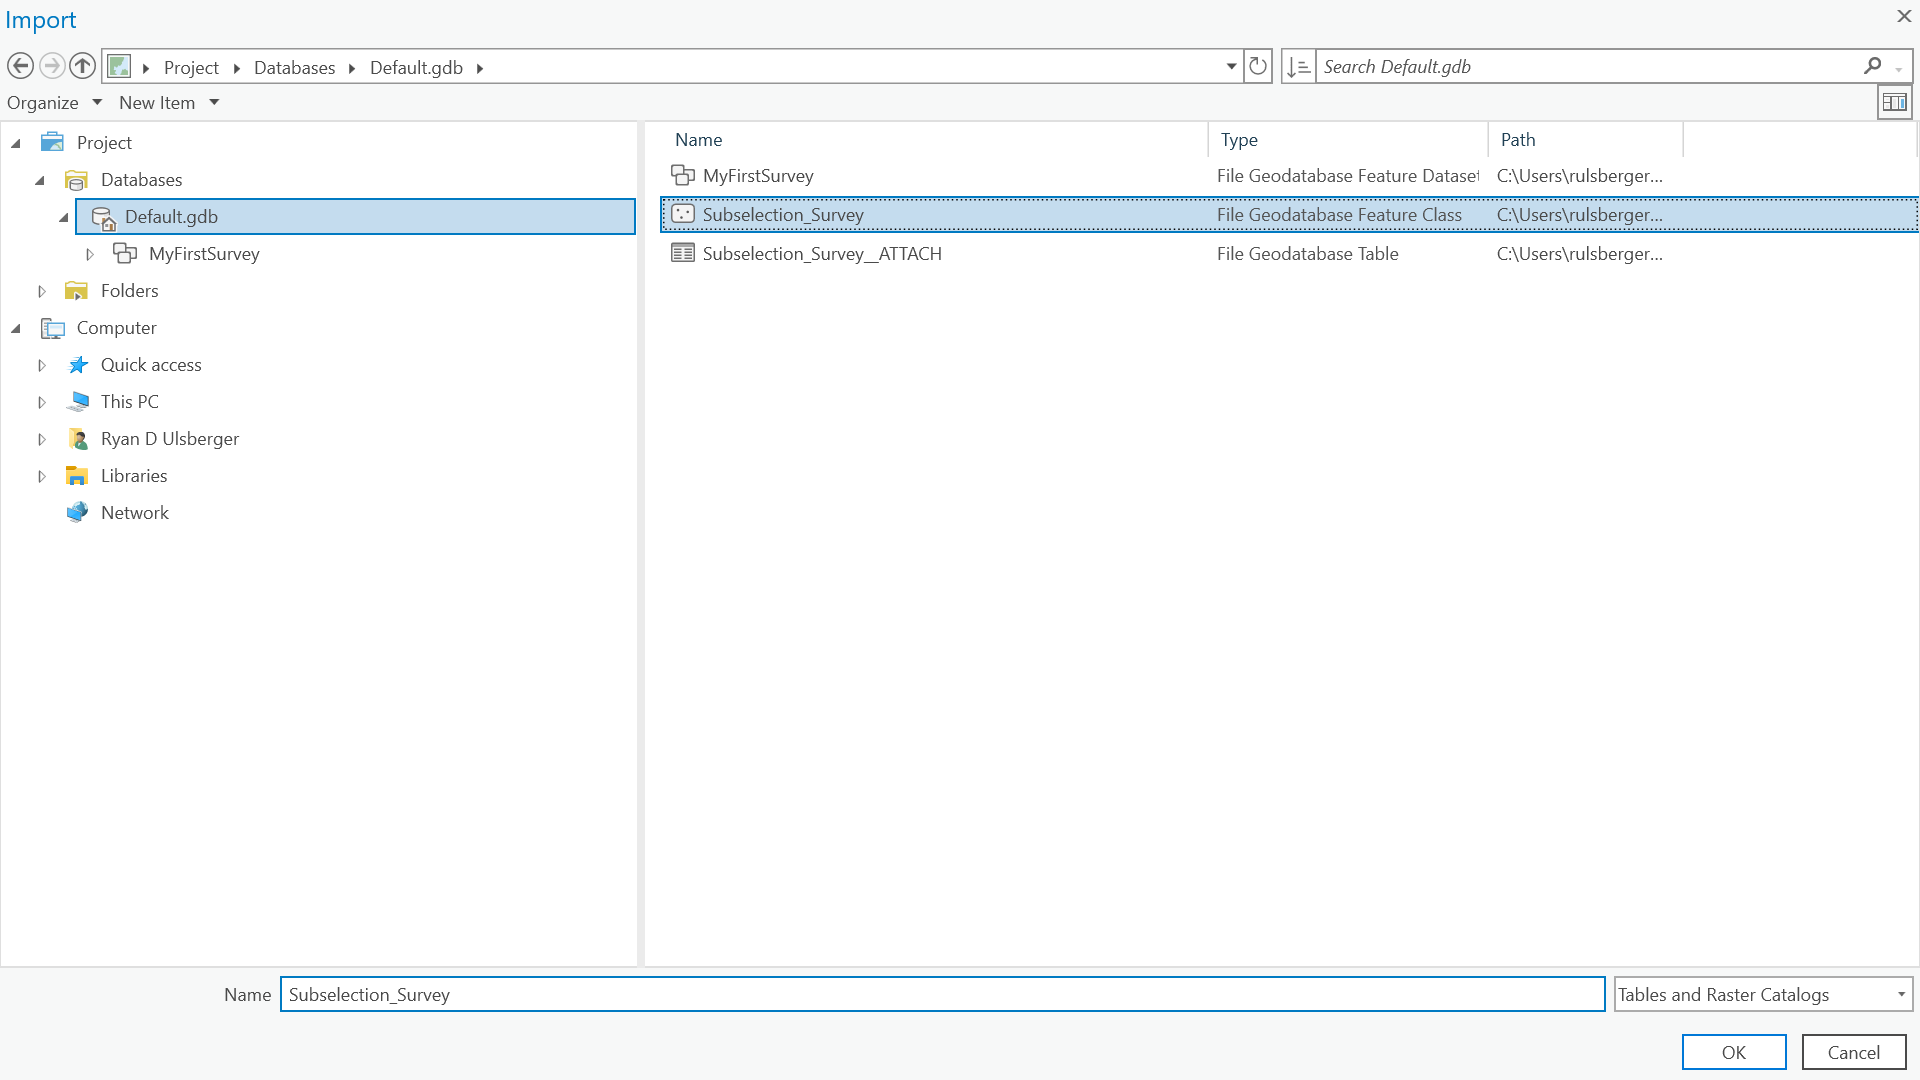 Import
Project Databases Default.gdb
Search Default.gdb
Organize New Item
Project
Databases
Default.gdb
MyFirstSurvey
Folders
Computer
Quick access
This PC
Ryan D Ulsberger
Libraries
Network
Name Type Path
MyFirstSurvey File Geodatabase Feature Dataset C:\Users\rulsberger...
Subselection_Survey File Geodatabase Feature Class C:\Users\rulsberger...
Subselection_Survey__ATTACH File Geodatabase Table C:\Users\rulsberger...
Name Subselection_Survey Tables and Raster Catalogs
OK Cancel